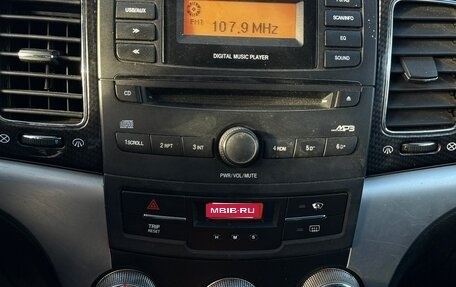 USB/AUX
FM1
107.9 MHz
SCAN/INFO
EQ
SOUND
DIGITAL MUSIC PLAYER
CD
MP3
1 SCROLL
2 RPT
3 INT
4 RDM
5
6
PWR/VOL/MUTE
MBIB·RU
TRIP
RESET
H M S